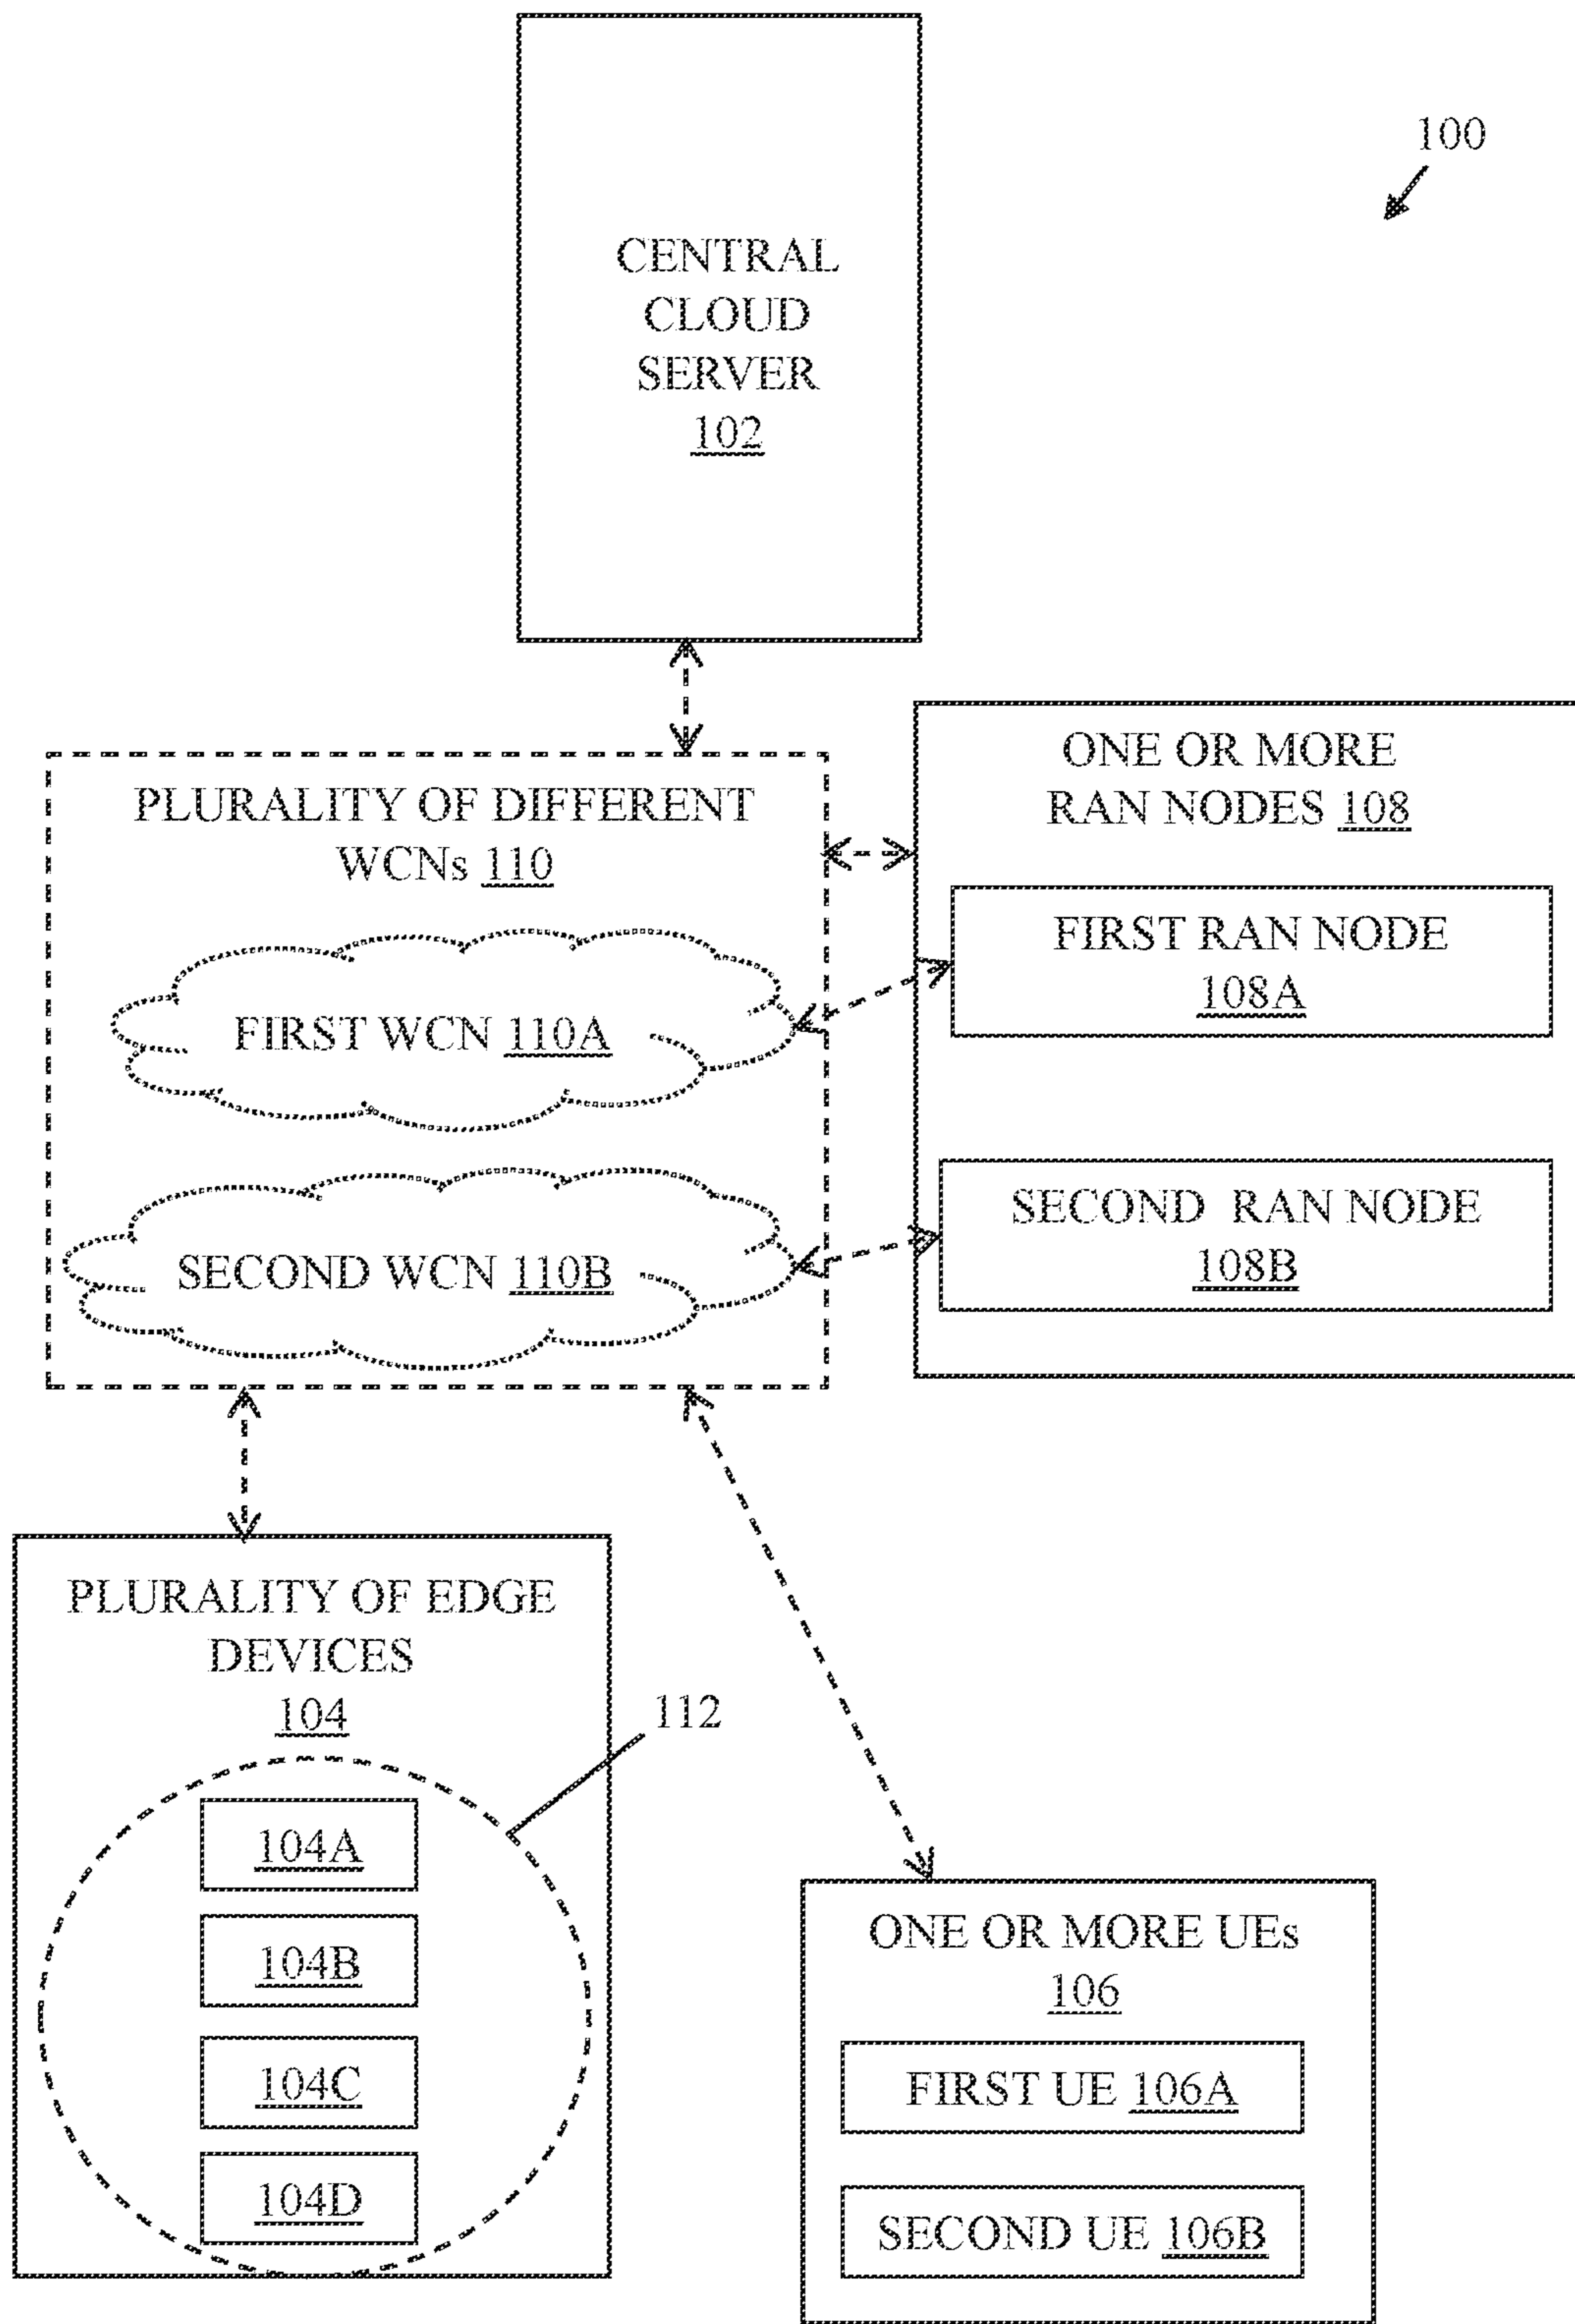 100
CENTRAL
CLOUD
SERVER
102
PLURALITY OF DIFFERENT
WCNs 110
FIRST WCN 110A
SECOND WCN 110B
ONE OR MORE
RAN NODES 108
FIRST RAN NODE
108A
SECOND RAN NODE
108B
PLURALITY OF EDGE
DEVICES
104
112
104A
104B
104C
104D
ONE OR MORE UEs
106
FIRST UE 106A
SECOND UE 106B